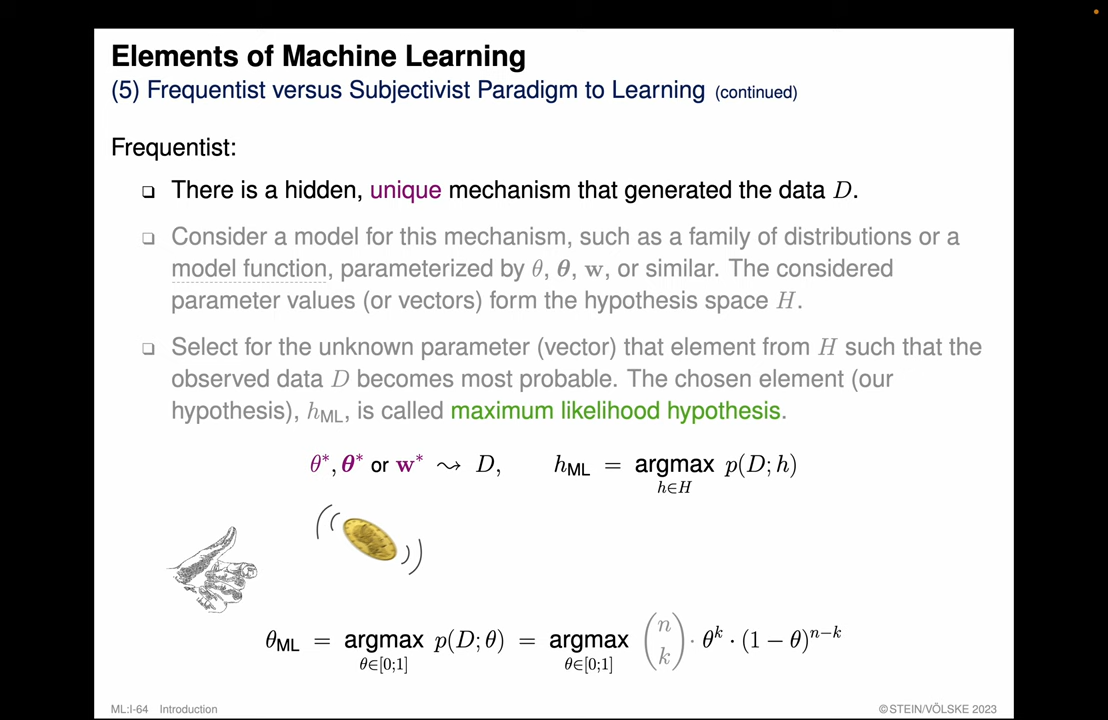 Elements of Machine Learning
(5) Frequentist versus Subjectivist Paradigm to Learning (continued)
Frequentist:
❑ There is a hidden, unique mechanism that generated the data D.
❑ Consider a model for this mechanism, such as a family of distributions or a
model function, parameterized by θ, 𝜽, 𝐰, or similar. The considered
parameter values (or vectors) form the hypothesis space H.
❑ Select for the unknown parameter (vector) that element from H such that the
observed data D becomes most probable. The chosen element (our
hypothesis), h_ML, is called maximum likelihood hypothesis.
θ*, 𝜽* or 𝐰* ⤳ D, h_ML = argmax_{h∈H} p(D; h)
θ_ML = argmax_{θ∈[0;1]} p(D; θ) = argmax_{θ∈[0;1]} (n k) · θ^k · (1 − θ)^{n−k}
ML:I-64 Introduction ©STEIN/VÖLSKE 2023